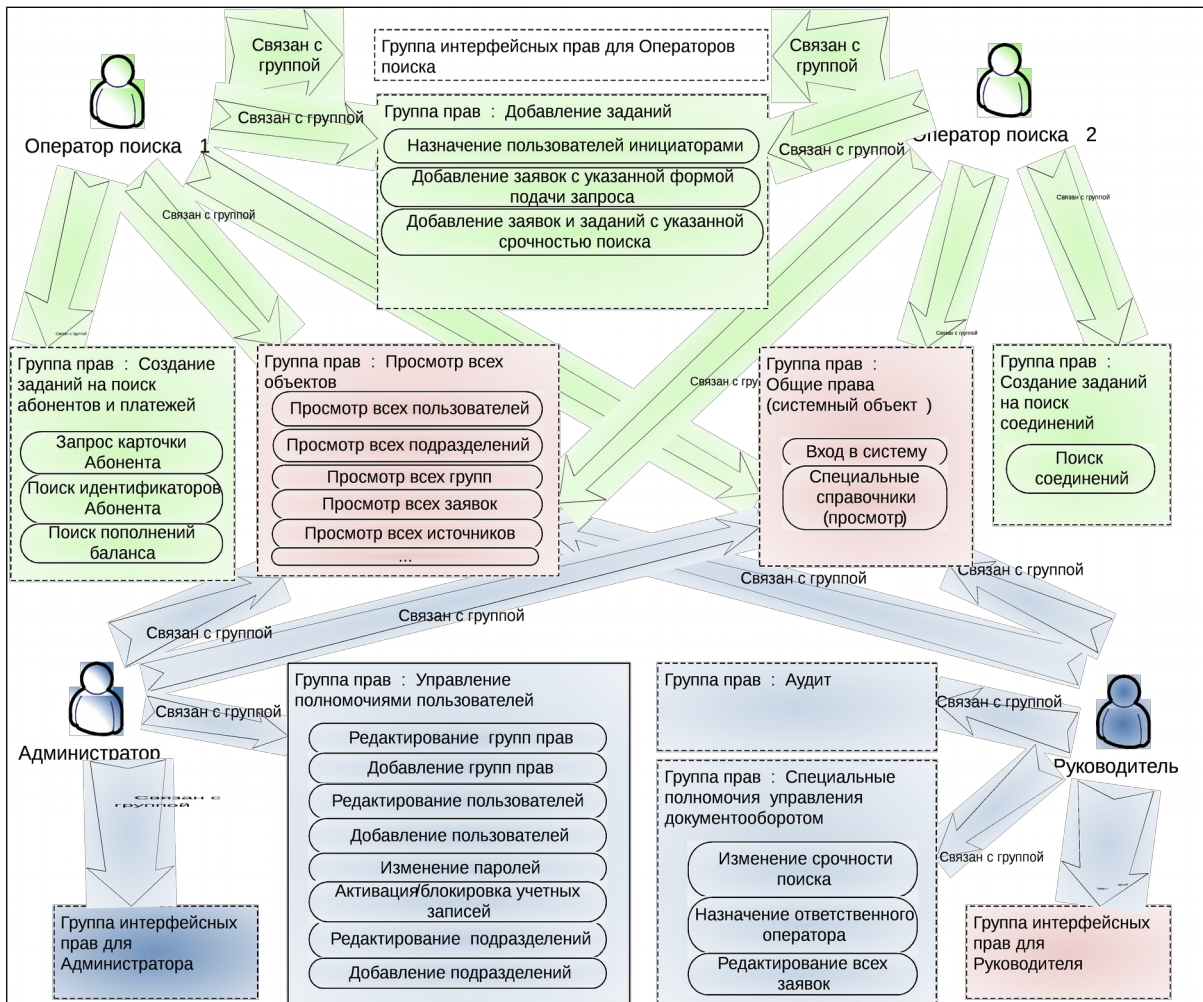 Связан с
группой
Группа интерфейсных прав для Операторов
поиска
Связан с
группой
Оператор поиска 1
Связан с группой
Группа прав : Добавление заданий
Назначение пользователей инициаторами
Добавление заявок с указанной формой
подачи запроса
Добавление заявок и заданий с указанной
срочностью поиска
Связан с группой
Оператор поиска 2
Связан с группой
Связан с группой
Связан с группой
Связан с группой
Связан с гру
Группа прав : Создание
заданий на поиск
абонентов и платежей
Запрос карточки
Абонента
Поиск идентификаторов
Абонента
Поиск пополнений
баланса
Группа прав : Просмотр всех
объектов
Просмотр всех пользователей
Просмотр всех подразделений
Просмотр всех групп
Просмотр всех заявок
Просмотр всех источников
...
Группа прав :
Общие права
(системный объект )
Вход в систему
Специальные
справочники
(просмотр)
Группа прав :
Создание заданий
на поиск
соединений
Поиск
соединений
Связан с группой
Связан с группой
Связан с группой
Связан с группой
Администратор
Связан с группой
Связан с
группой
Группа прав : Управление
полномочиями пользователей
Редактирование групп прав
Добавление групп прав
Редактирование пользователей
Добавление пользователей
Изменение паролей
Активация/блокировка учетных
записей
Редактирование подразделений
Добавление подразделений
Группа прав : Аудит
Связан с группой
Руководитель
Группа прав : Специальные
полномочия управления
документооборотом
Изменение срочности
поиска
Назначение ответственного
оператора
Редактирование всех
заявок
Связан с группой
Группа интерфейсных
прав для
Администратора
Группа интерфейсных
прав для
Руководителя